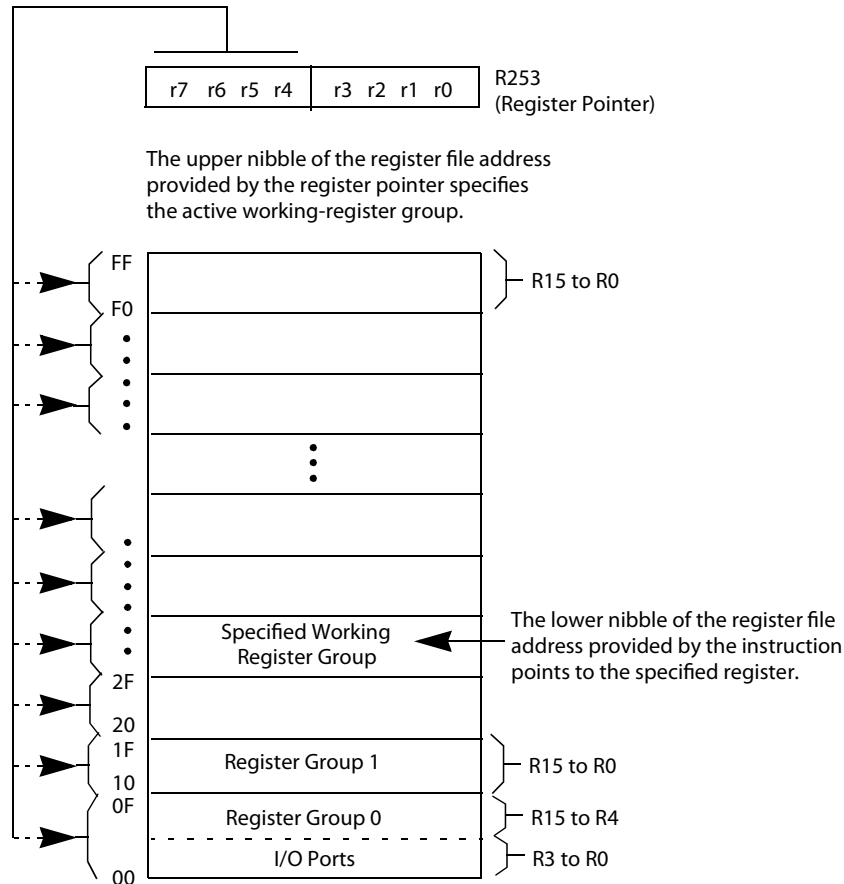 r7 r6 r5 r4 r3 r2 r1 r0
R253
(Register Pointer)
The upper nibble of the register file address
provided by the register pointer specifies
the active working-register group.
FF
R15 to R0
F0
Specified Working
Register Group
The lower nibble of the register file
address provided by the instruction
points to the specified register.
2F
20
1F
Register Group 1
R15 to R0
10
0F
Register Group 0
R15 to R4
I/O Ports
R3 to R0
00